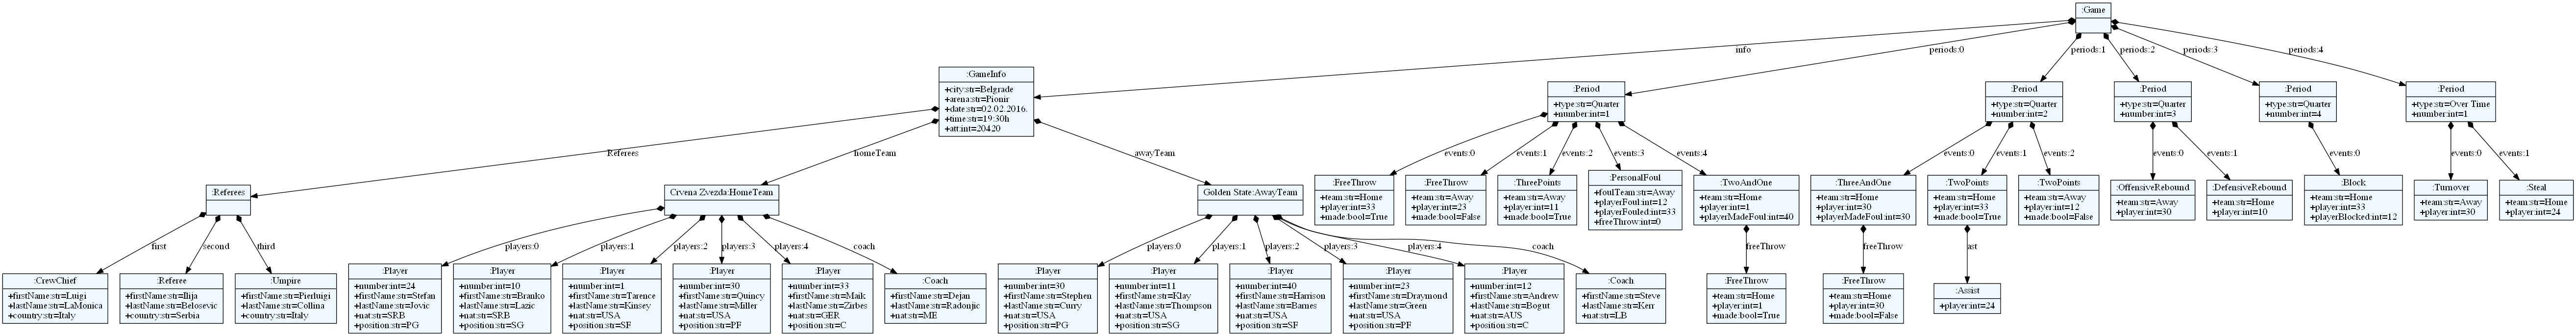 :Game
info
periods:0
periods:1
periods:2
periods:3
periods:4
:GameInfo
+city:str=Belgrade
+arena:str=Pionir
+date:str=02.02.2016.
+time:str=19:30h
+att:int=20420
:Period
+type:str=Quarter
+number:int=1
:Period
+type:str=Quarter
+number:int=2
:Period
+type:str=Quarter
+number:int=3
:Period
+type:str=Quarter
+number:int=4
:Period
+type:str=Over Time
+number:int=1
Referees
homeTeam
awayTeam
events:0
events:1
events:2
events:3
events:4
events:0
events:1
events:2
events:0
events:1
events:0
events:0
events:1
:Referees
Crvena Zvezda:HomeTeam
Golden State:AwayTeam
:FreeThrow
+team:str=Home
+player:int=33
+made:bool=True
:FreeThrow
+team:str=Away
+player:int=23
+made:bool=False
:ThreePoints
+team:str=Away
+player:int=11
+made:bool=True
:PersonalFoul
+foulTeam:str=Away
+playerFoul:int=12
+playerFouled:int=33
+freeThrow:int=0
:TwoAndOne
+team:str=Home
+player:int=1
+playerMadeFoul:int=40
:ThreeAndOne
+team:str=Home
+player:int=30
+playerMadeFoul:int=30
:TwoPoints
+team:str=Home
+player:int=33
+made:bool=True
:TwoPoints
+team:str=Away
+player:int=12
+made:bool=False
:OffensiveRebound
+team:str=Away
+player:int=30
:DefensiveRebound
+team:str=Home
+player:int=10
:Block
+team:str=Home
+player:int=33
+playerBlocked:int=12
:Turnover
+team:str=Away
+player:int=30
:Steal
+team:str=Home
+player:int=24
first
second
third
players:0
players:1
players:2
players:3
players:4
coach
players:0
players:1
players:2
players:3
players:4
coach
freeThrow
freeThrow
ast
:CrewChief
+firstName:str=Luigi
+lastName:str=LaMonica
+country:str=Italy
:Referee
+firstName:str=Ilija
+lastName:str=Belosevic
+country:str=Serbia
:Umpire
+firstName:str=Pierluigi
+lastName:str=Collina
+country:str=Italy
:Player
+number:int=24
+firstName:str=Stefan
+lastName:str=Jovic
+nat:str=SRB
+position:str=PG
:Player
+number:int=10
+firstName:str=Branko
+lastName:str=Lazic
+nat:str=SRB
+position:str=SG
:Player
+number:int=1
+firstName:str=Tarence
+lastName:str=Kinsey
+nat:str=USA
+position:str=SF
:Player
+number:int=30
+firstName:str=Quincy
+lastName:str=Miller
+nat:str=USA
+position:str=PF
:Player
+number:int=33
+firstName:str=Maik
+lastName:str=Zirbes
+nat:str=GER
+position:str=C
:Coach
+firstName:str=Dejan
+lastName:str=Radonjic
+nat:str=ME
:Player
+number:int=30
+firstName:str=Stephen
+lastName:str=Curry
+nat:str=USA
+position:str=PG
:Player
+number:int=11
+firstName:str=Klay
+lastName:str=Thompson
+nat:str=USA
+position:str=SG
:Player
+number:int=40
+firstName:str=Harrison
+lastName:str=Barnes
+nat:str=USA
+position:str=SF
:Player
+number:int=23
+firstName:str=Draymond
+lastName:str=Green
+nat:str=USA
+position:str=PF
:Player
+number:int=12
+firstName:str=Andrew
+lastName:str=Bogut
+nat:str=AUS
+position:str=C
:Coach
+firstName:str=Steve
+lastName:str=Kerr
+nat:str=LB
:FreeThrow
+team:str=Home
+player:int=1
+made:bool=True
:FreeThrow
+team:str=Home
+player:int=30
+made:bool=False
:Assist
+player:int=24